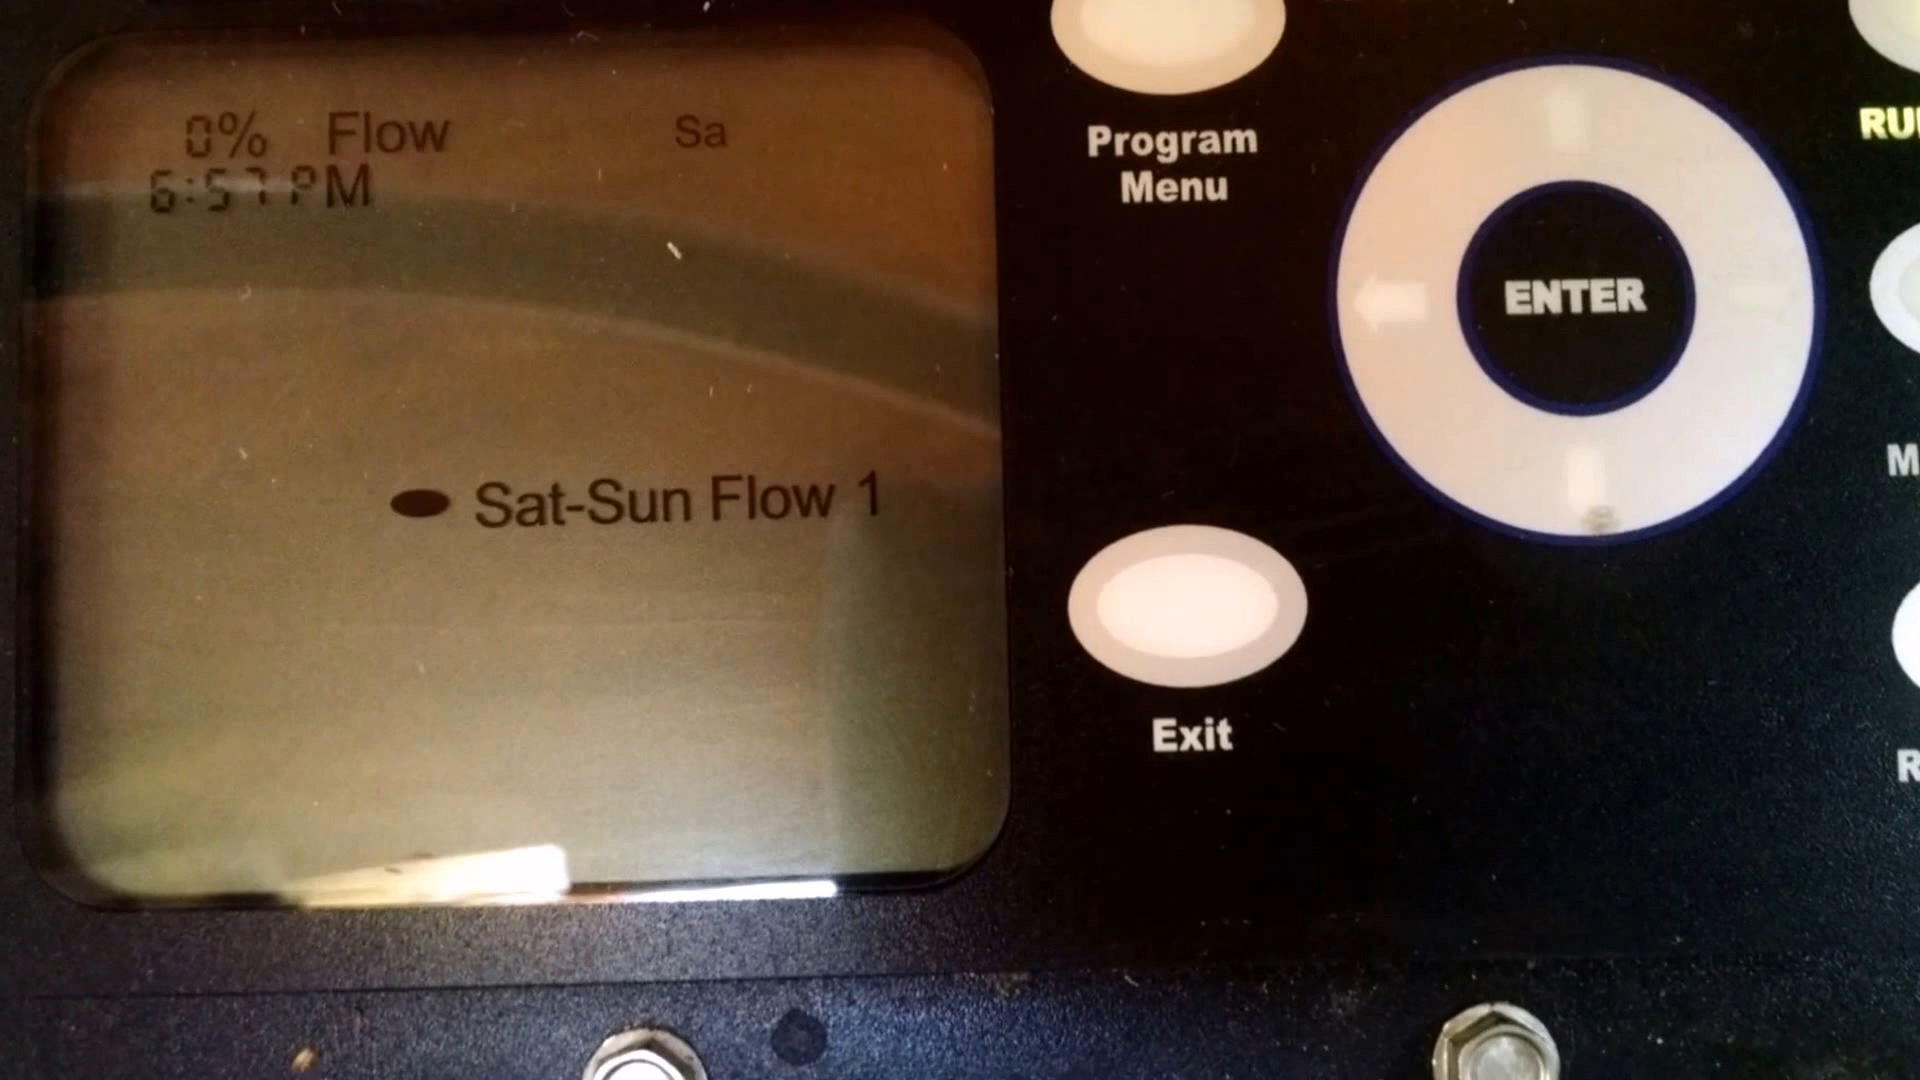 0% Flow Sa
6:57 PM
Sat-Sun Flow 1
Program
Menu
ENTER
Exit